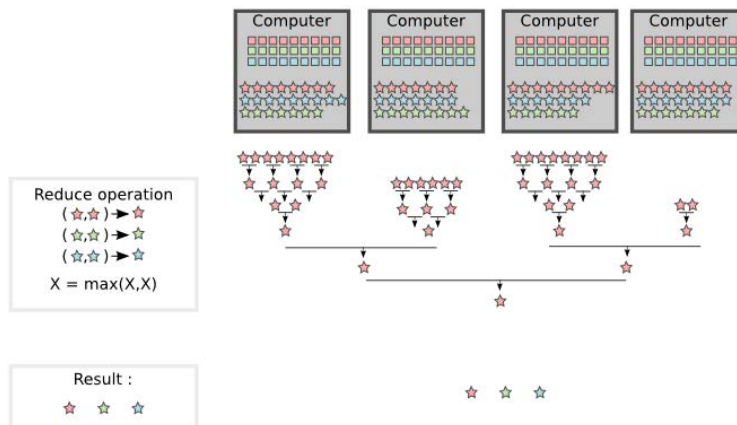 Computer
Computer
Computer
Computer
Reduce operation
( , )
( , )
( , )
X = max(X,X)
Result :